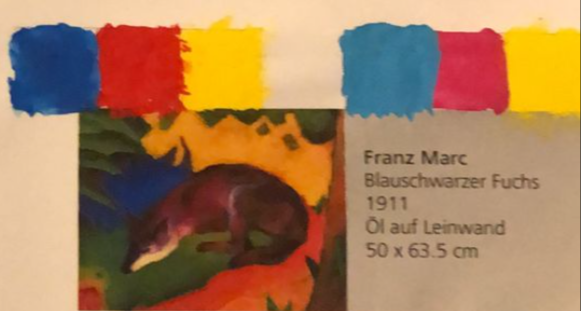 Franz Marc
Blauschwarzer Fuchs
1911
Öl auf Leinwand
50 x 63.5 cm